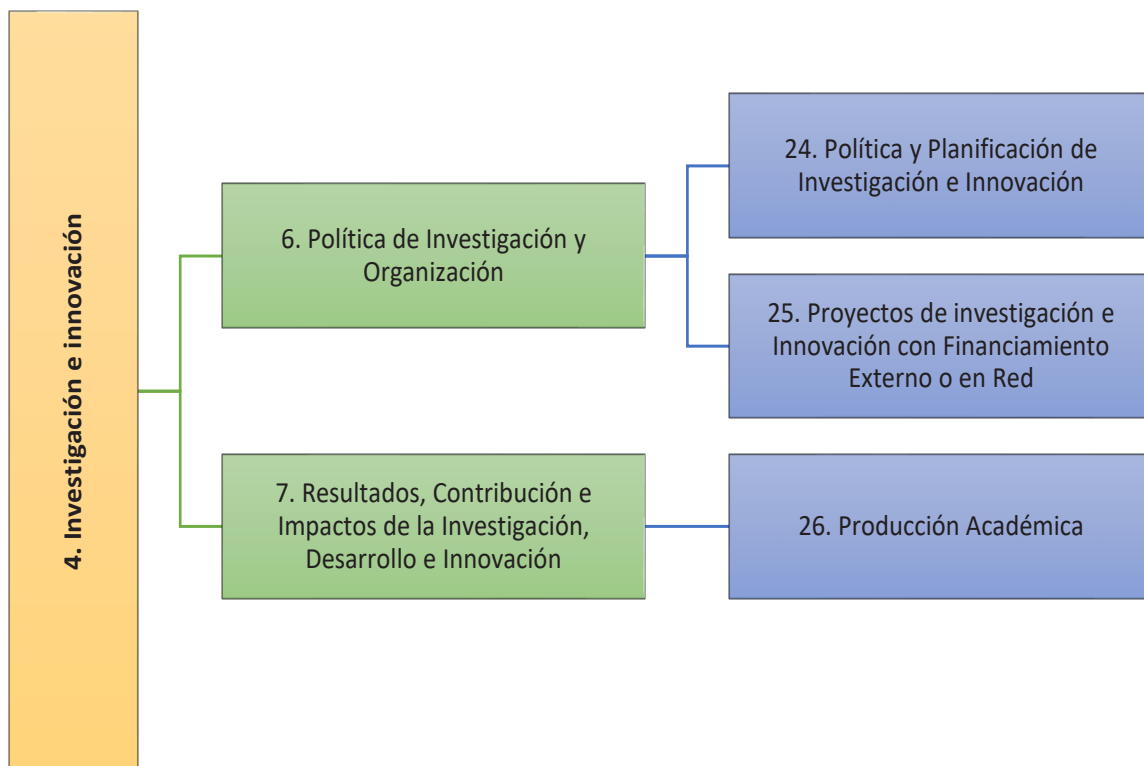 4. Investigación e innovación
6. Política de Investigación y
Organización
24. Política y Planificación de
Investigación e Innovación
25. Proyectos de investigación e
Innovación con Financiamiento
Externo o en Red
7. Resultados, Contribución e
Impactos de la Investigación,
Desarrollo e Innovación
26. Producción Académica